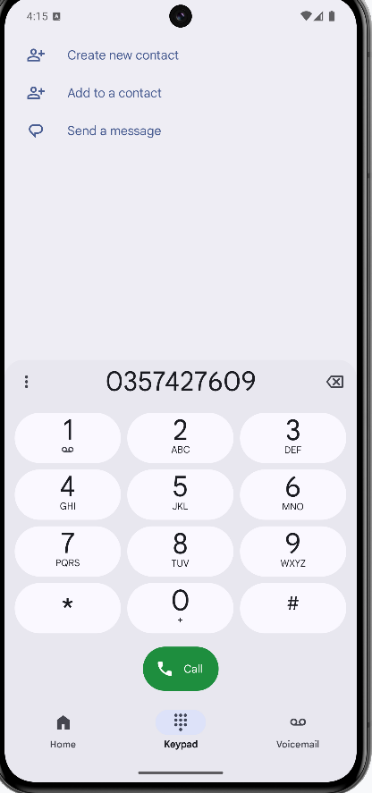 4:15
Create new contact
Add to a contact
Send a message
0357427609
1
2
ABC
3
DEF
4
GHI
5
JKL
6
MNO
7
PQRS
8
TUV
9
WXYZ
*
0
+
#
Call
Home
Keypad
Voicemail